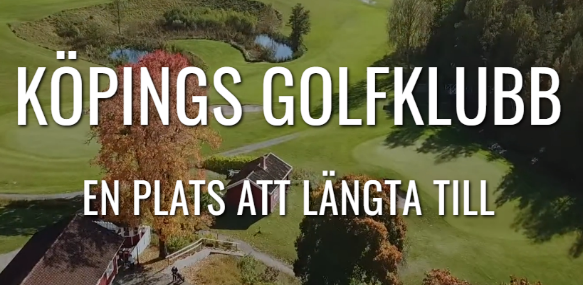 KÖPINGS GOLFKLUBB
EN PLATS ATT LÄNGTA TILL